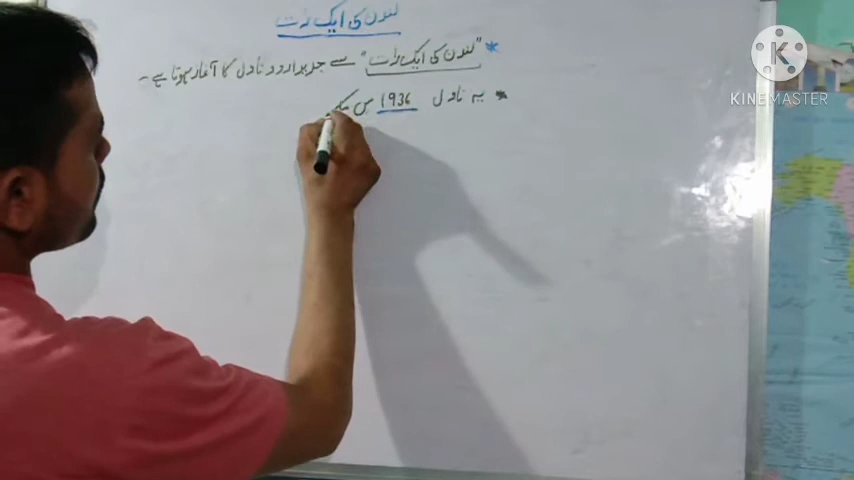 لندن کی ایک رات
* "لندن کی ایک رات" سے جدید اردو ناول کا آغاز ہوتا ہے ۔
* یہ ناول 1936 میں مکمل
KINEMASTER